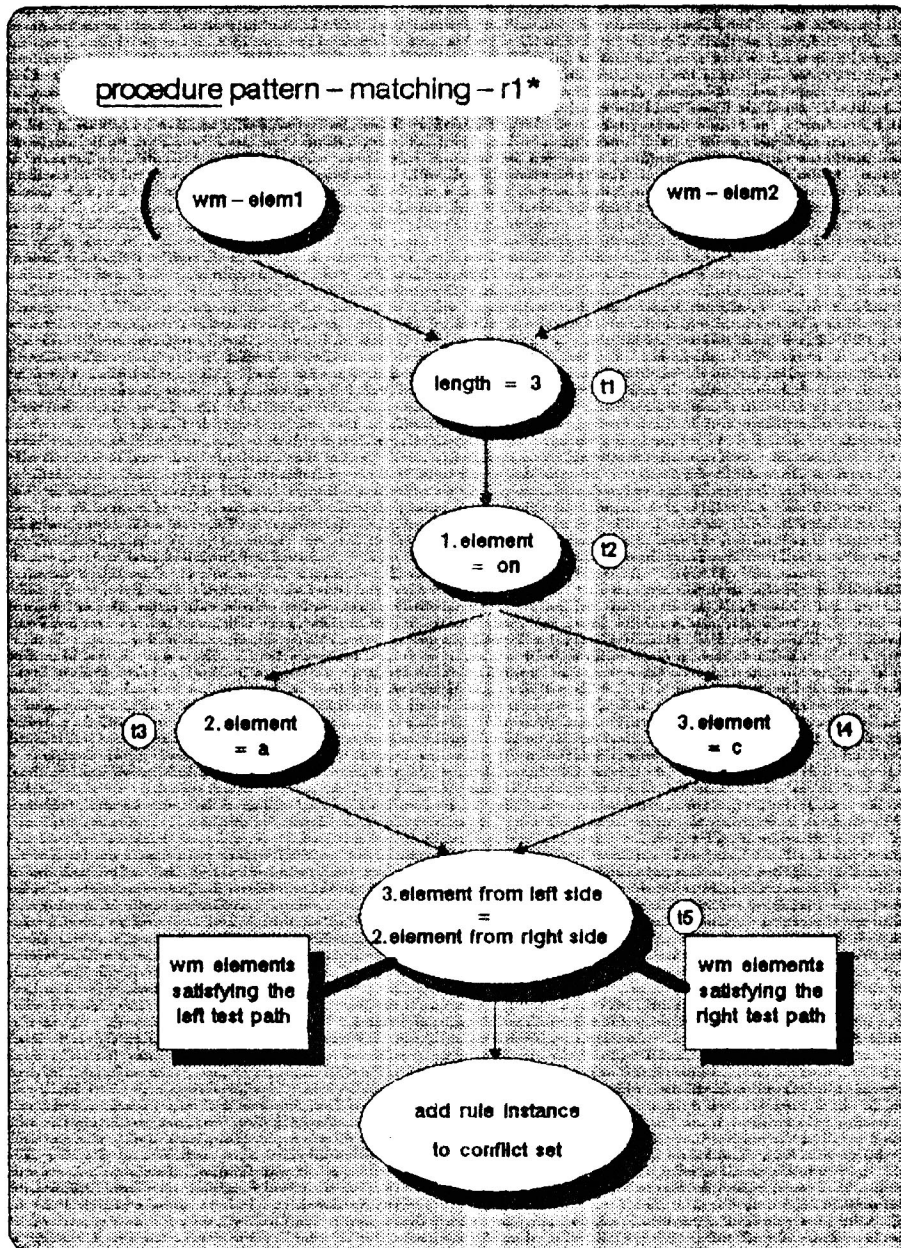 procedure pattern – matching – r1*
( wm – elem1
wm – elem2 )
length = 3
t1
1.element
= on
t2
t3
2.element
= a
3.element
= c
t4
3.element from left side
=
2.element from right side
t5
wm elements
satisfying the
left test path
wm elements
satisfying the
right test path
add rule instance
to conflict set